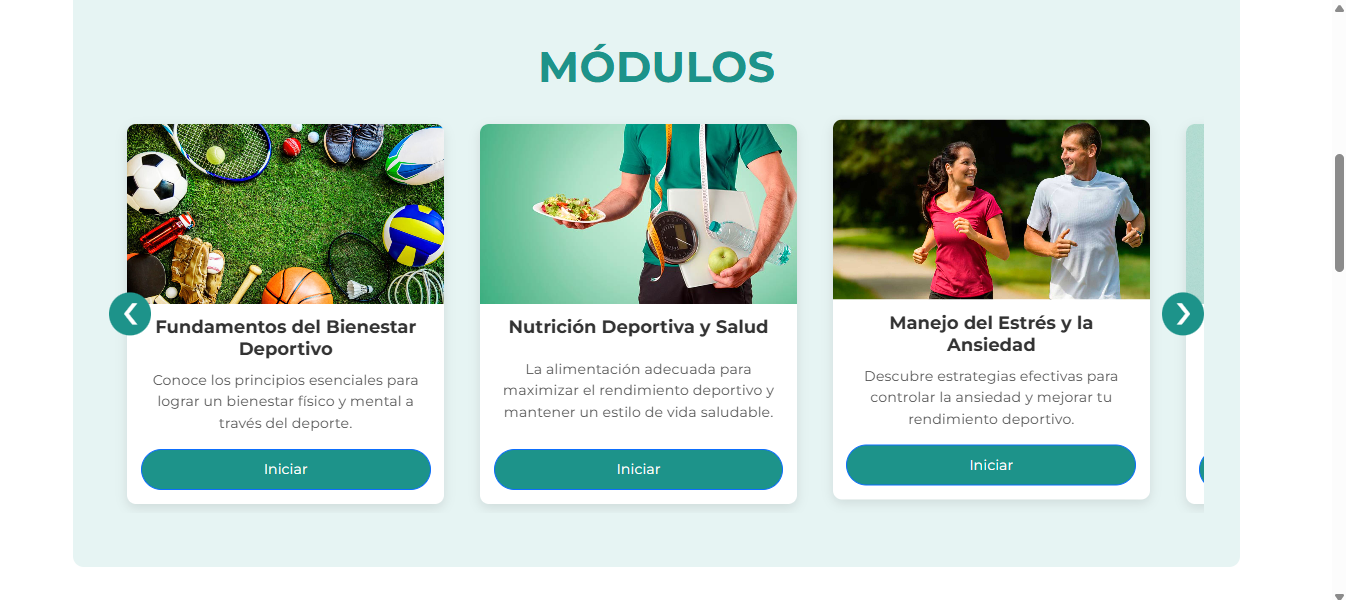 MÓDULOS
Fundamentos del Bienestar
Deportivo
Conoce los principios esenciales para
lograr un bienestar físico y mental a
través del deporte.
Iniciar
Nutrición Deportiva y Salud
La alimentación adecuada para
maximizar el rendimiento deportivo y
mantener un estilo de vida saludable.
Iniciar
Manejo del Estrés y la
Ansiedad
Descubre estrategias efectivas para
controlar la ansiedad y mejorar tu
rendimiento deportivo.
Iniciar